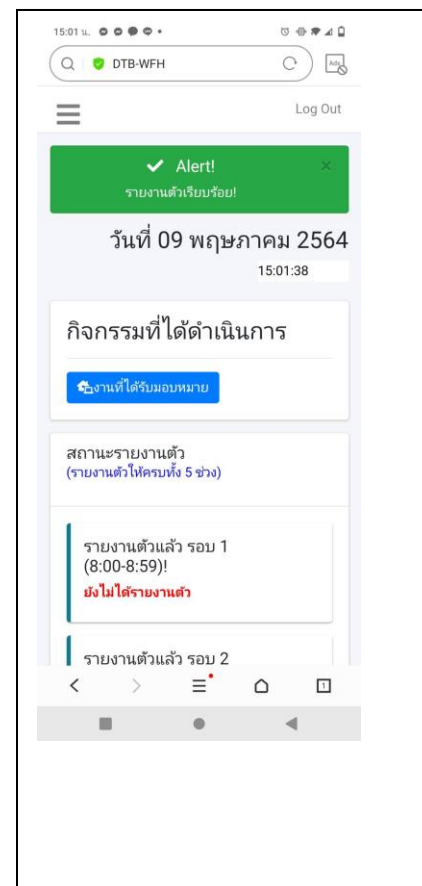 15:01 น.
DTB-WFH
Ads
Log Out
Alert!
×
รายงานตัวเรียบร้อย!
วันที่ 09 พฤษภาคม 2564
15:01:38
กิจกรรมที่ได้ดำเนินการ
งานที่ได้รับมอบหมาย
สถานะรายงานตัว
(รายงานตัวให้ครบทั้ง 5 ช่วง)
รายงานตัวแล้ว รอบ 1
(8:00-8:59)!
ยังไม่ได้รายงานตัว
รายงานตัวแล้ว รอบ 2
1